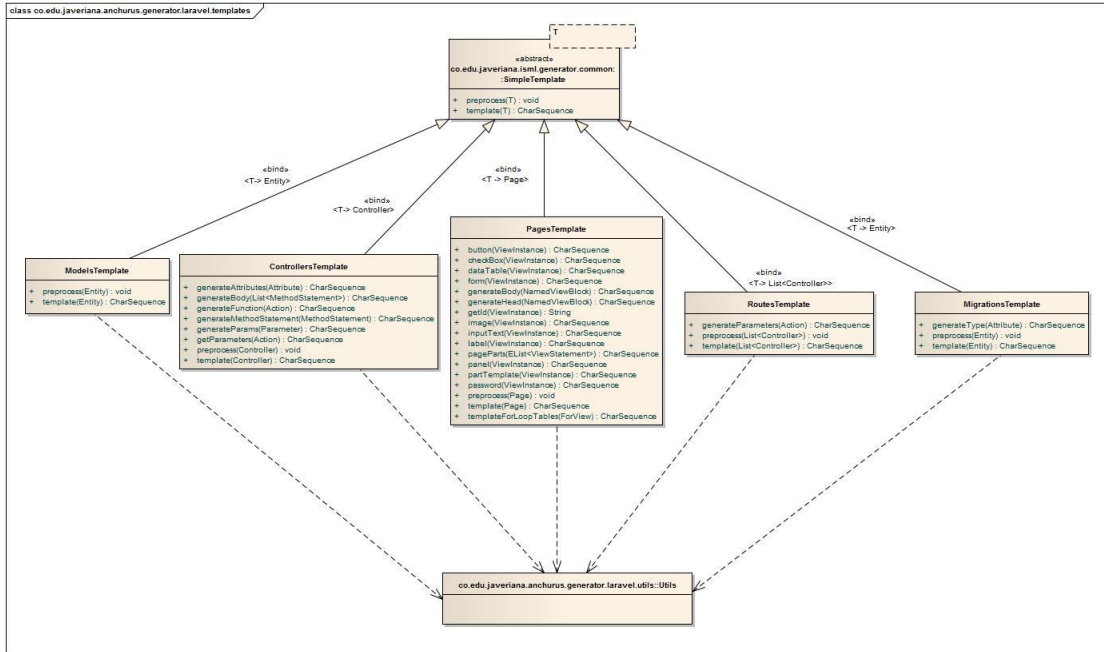 class co.edu.javeriana.anchurus.generator.laravel.templates
T
«abstract»
co.edu.javeriana.isml.generator.common:
:SimpleTemplate
+ preprocess(T) : void
+ template(T) : CharSequence
«bind»
<T-> Entity>
«bind»
<T-> Controller>
«bind»
<T -> Page>
«bind»
<T -> List<Controller>>
«bind»
<T -> Entity>
ModelsTemplate
+ preprocess(Entity) : void
+ template(Entity) : CharSequence
ControllersTemplate
+ generateAttributes(Attribute) : CharSequence
+ generateBody(List<MethodStatement>) : CharSequence
+ generateFunction(Action) : CharSequence
+ generateMethodStatement(MethodStatement) : CharSequence
+ generateParams(Parameter) : CharSequence
+ getParameters(Action) : CharSequence
+ preprocess(Controller) : void
+ template(Controller) : CharSequence
PagesTemplate
+ button(ViewInstance) : CharSequence
+ checkBox(ViewInstance) : CharSequence
+ dataTable(ViewInstance) : CharSequence
+ form(ViewInstance) : CharSequence
+ generateBody(NamedViewBlock) : CharSequence
+ generateHead(NamedViewBlock) : CharSequence
+ getId(ViewInstance) : String
+ image(ViewInstance) : CharSequence
+ inputText(ViewInstance) : CharSequence
+ label(ViewInstance) : CharSequence
+ pageParts(EList<ViewStatement>) : CharSequence
+ panel(ViewInstance) : CharSequence
+ partTemplate(ViewInstance) : CharSequence
+ password(ViewInstance) : CharSequence
+ preprocess(Page) : void
+ template(Page) : CharSequence
+ templateForLoopTables(ForView) : CharSequence
RoutesTemplate
+ generateParameters(Action) : CharSequence
+ preprocess(List<Controller>) : void
+ template(List<Controller>) : CharSequence
MigrationsTemplate
+ generateType(Attribute) : CharSequence
+ preprocess(Entity) : void
+ template(Entity) : CharSequence
co.edu.javeriana.anchurus.generator.laravel.utils::Utils